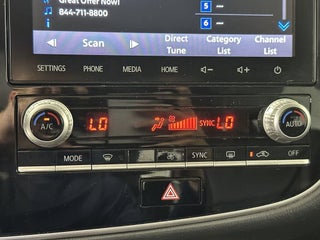 Great Offer Now!
844-711-8800
5
6
Scan
Direct Tune
Category List
Channel List
SETTINGS PHONE MEDIA HOME
A/C
LO
SYNC LO
AUTO
MODE
SYNC
OFF